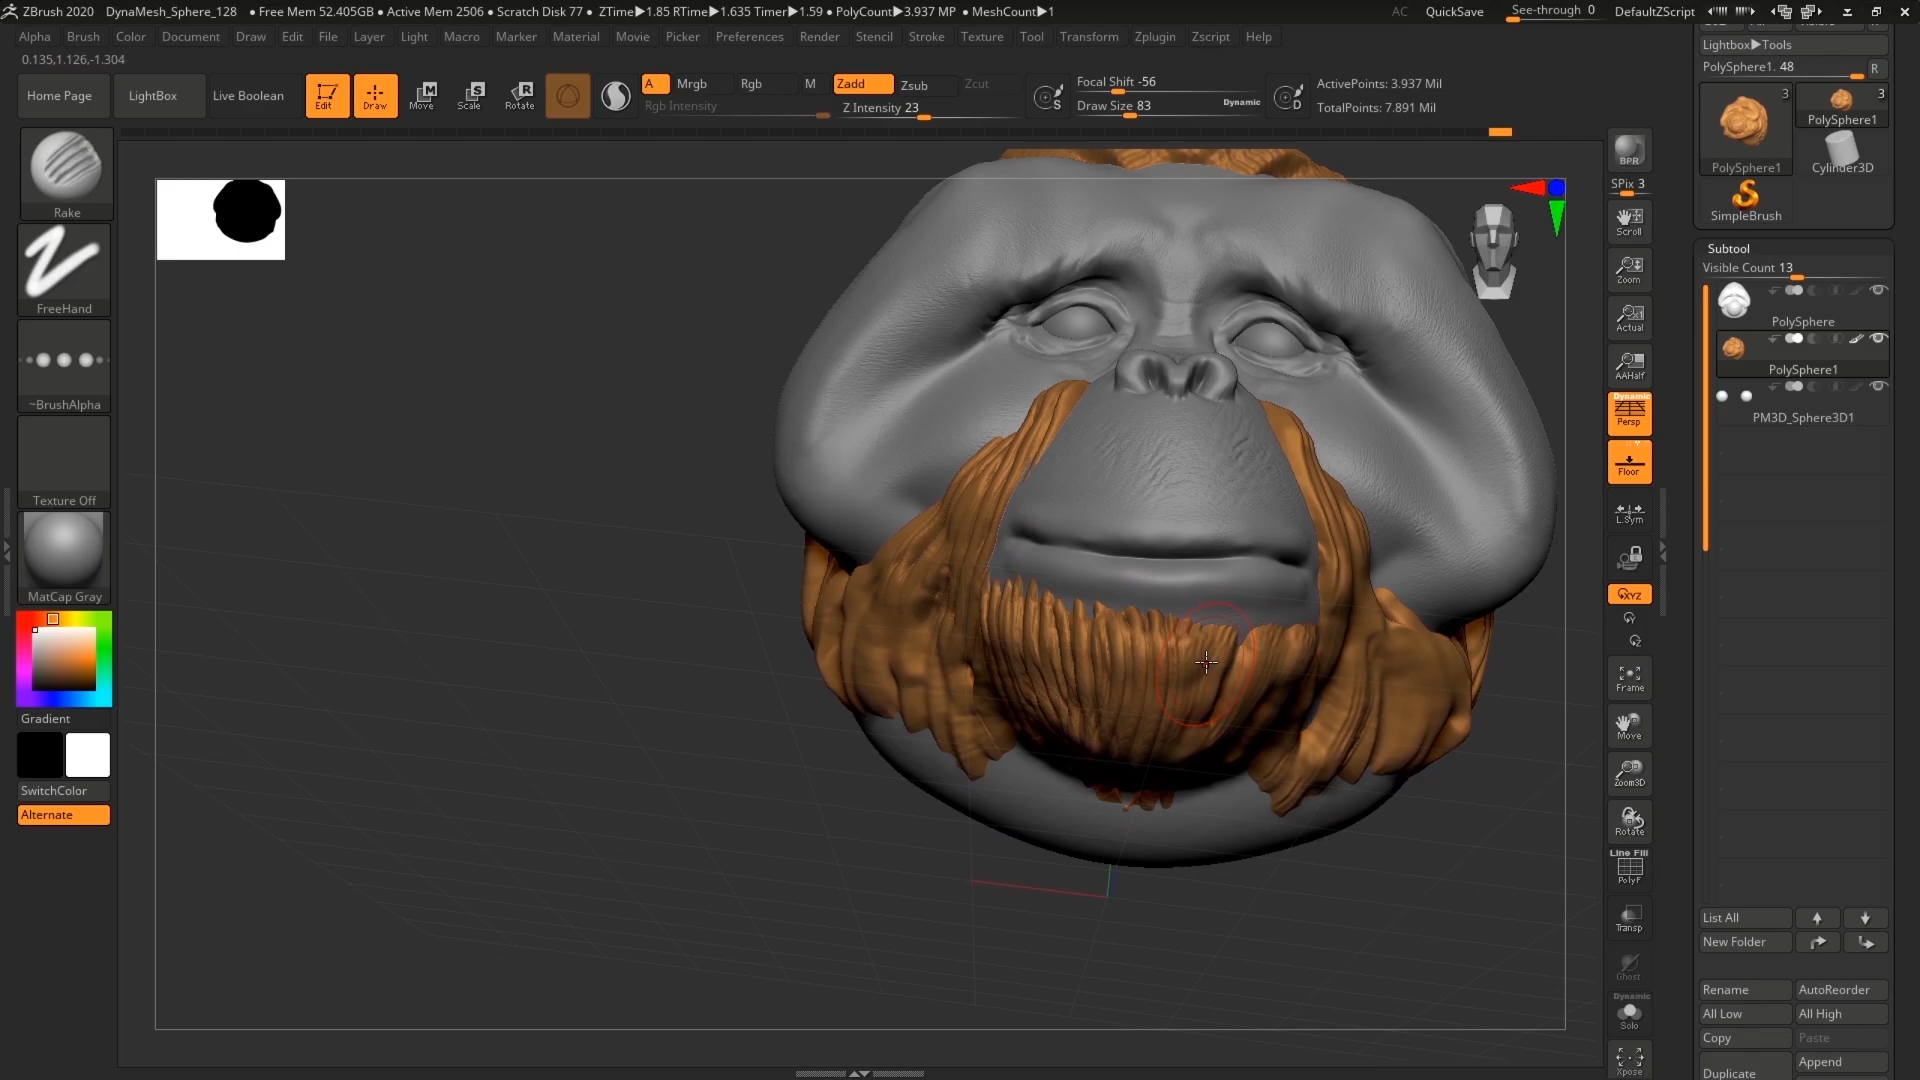 ZBrush 2020 DynaMesh_Sphere_128 • Free Mem 52.405GB • Active Mem 2506 • Scratch Disk 77 • ZTime▶1.85 RTime▶1.635 Timer▶1.59 • PolyCount▶3.937 MP • MeshCount▶1
AC QuickSave See-through 0 DefaultZScript
Alpha Brush Color Document Draw Edit File Layer Light Macro Marker Material Movie Picker Preferences Render Stencil Stroke Texture Tool Transform Zplugin Zscript Help
0.135,1.126,-1.304
Home Page LightBox Live Boolean
Edit Draw Move Scale Rotate
A Mrgb Rgb M Zadd Zsub Zcut
Rgb Intensity Z Intensity 23
Focal Shift -56
Draw Size 83 Dynamic
ActivePoints: 3.937 Mil
TotalPoints: 7.891 Mil
Rake
FreeHand
~BrushAlpha
Texture Off
MatCap Gray
Gradient
SwitchColor
Alternate
BPR
SPix 3
Scroll
Zoom
Actual
AAHalf
Dynamic
Persp
Floor
L.Sym
XYZ
Frame
Move
Zoom3D
Rotate
Line Fill
PolyF
Transp
Ghost
Dynamic
Solo
Xpose
Lightbox▶Tools
PolySphere1. 48 R
3 3
PolySphere1
PolySphere1 Cylinder3D
SimpleBrush
Subtool
Visible Count 13
PolySphere
PolySphere1
PM3D_Sphere3D1
List All
New Folder
Rename AutoReorder
All Low All High
Copy Paste
Duplicate Append